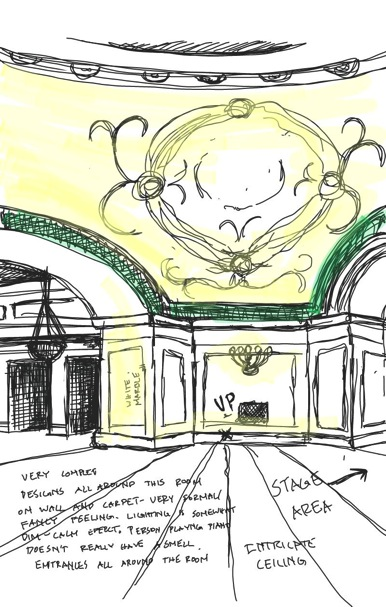 WHITE
MARBLE
VP
VERY COMPLEX
DESIGNS ALL AROUND THIS ROOM
ON WALL AND CARPET - VERY FORMAL/
FANCY FEELING. LIGHTING IS SOMEWHAT
DIM - CALM EFFECT. PERSON PLAYING PIANO
DOESN'T REALLY HAVE A SMELL.
ENTRANCES ALL AROUND THE ROOM
STAGE
AREA
INTRICATE
CEILING